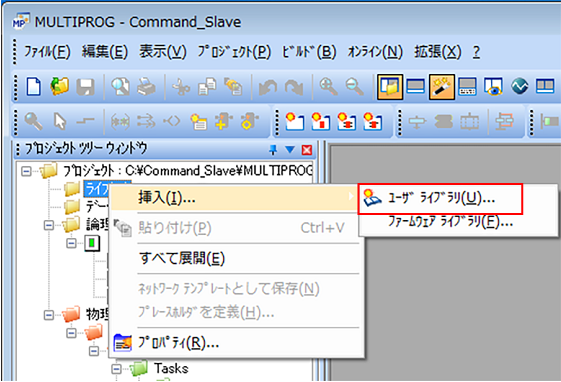 MULTIPROG - Command_Slave
ﾌｧｲﾙ(F) 編集(E) 表示(V) ﾌﾟﾛｼﾞｪｸﾄ(P) ﾋﾞﾙﾄﾞ(B) ｵﾝﾗｲﾝ(O) 拡張(X) ?
ﾌﾟﾛｼﾞｪｸﾄ ﾂﾘｰ ｳｨﾝﾄﾞｳ
ﾌﾟﾛｼﾞｪｸﾄ : C:¥Command_Slave¥MULTIPROG
ﾗｲﾌﾞ
ﾃﾞｰ
論理
物理
Tasks
挿入(I)...
貼り付け(P) Ctrl+V
すべて展開(E)
ﾈｯﾄﾜｰｸ ﾃﾝﾌﾟﾚｰﾄとして保存(N)
ﾌﾟﾚｰｽﾎﾙﾀﾞを定義(H)...
ﾌﾟﾛﾊﾟﾃｨ(R)...
ﾕｰｻﾞ ﾗｲﾌﾞﾗﾘ(U)...
ﾌｧｰﾑｳｪｱ ﾗｲﾌﾞﾗﾘ(F)...